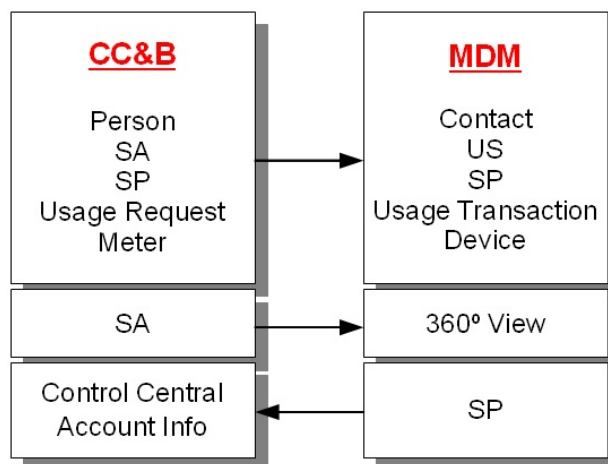 CC&B
Person
SA
SP
Usage Request
Meter
MDM
Contact
US
SP
Usage Transaction
Device
SA
360º View
Control Central
Account Info
SP